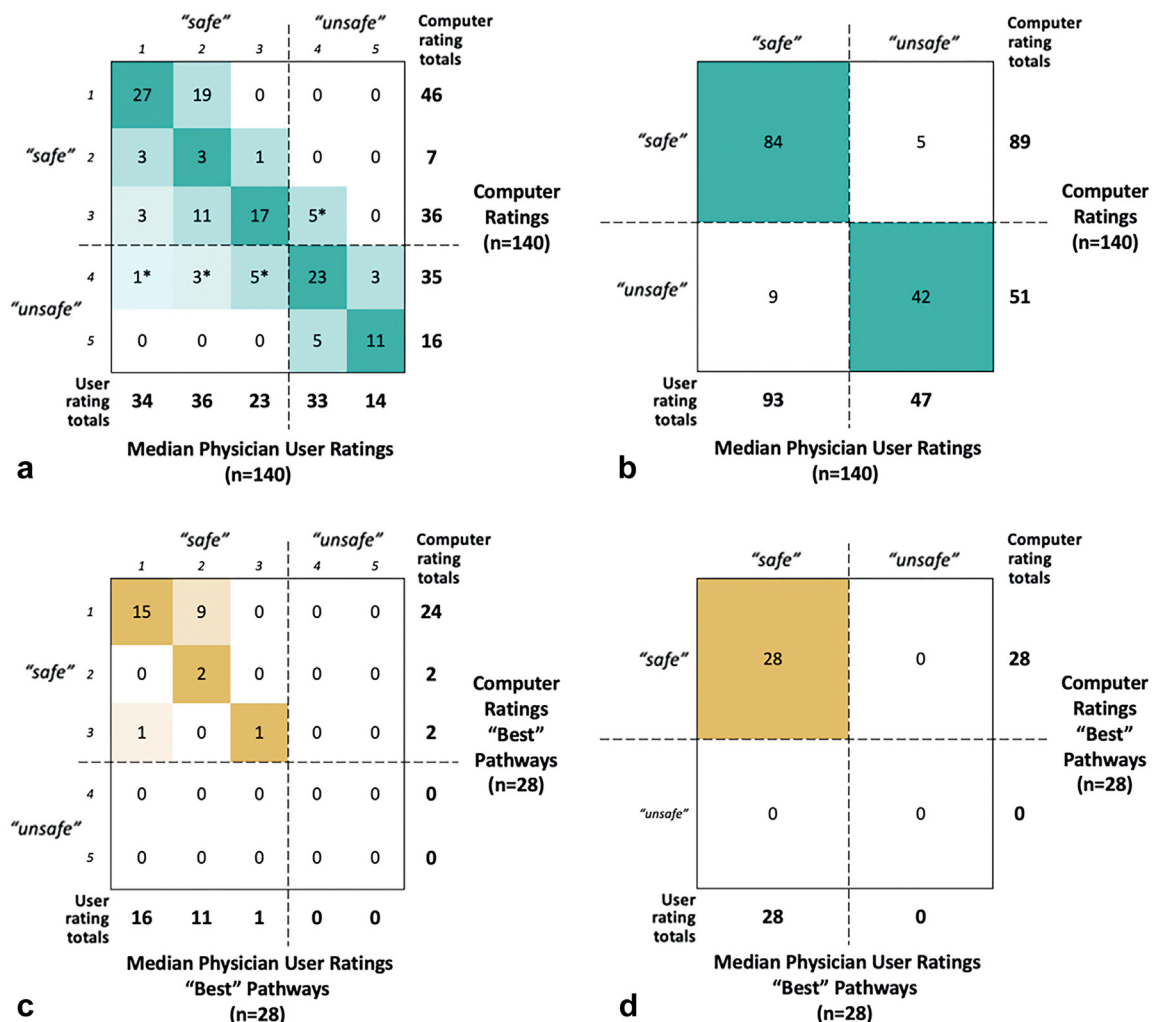 "safe" "unsafe" Computer rating totals
1 2 3 4 5
1 27 19 0 0 0 46
"safe" 2 3 3 1 0 0 7
3 3 11 17 5* 0 36
Computer
Ratings
(n=140)
4 1* 3* 5* 23 3 35
"unsafe"
5 0 0 0 5 11 16
User
rating
totals
34 36 23 33 14
Median Physician User Ratings
(n=140)
a
"safe" "unsafe" Computer rating totals
"safe" 84 5 89
Computer
Ratings
(n=140)
"unsafe" 9 42 51
User
rating
totals
93 47
Median Physician User Ratings
(n=140)
b
"safe" "unsafe" Computer rating totals
1 2 3 4 5
1 15 9 0 0 0 24
"safe" 2 0 2 0 0 0 2
3 1 0 1 0 0 2
Computer
Ratings
"Best"
Pathways
(n=28)
4 0 0 0 0 0 0
"unsafe"
5 0 0 0 0 0 0
User
rating
totals
16 11 1 0 0
Median Physician User Ratings
"Best" Pathways
(n=28)
c
"safe" "unsafe" Computer rating totals
"safe" 28 0 28
Computer
Ratings
"Best"
Pathways
(n=28)
"unsafe" 0 0 0
User
rating
totals
28 0
Median Physician User Ratings
"Best" Pathways
(n=28)
d